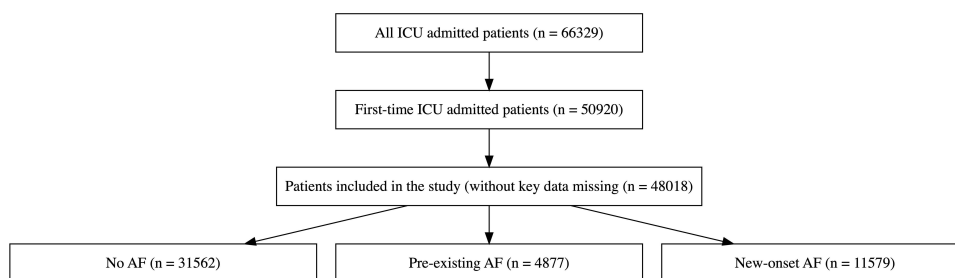 All ICU admitted patients (n = 66329)
First-time ICU admitted patients (n = 50920)
Patients included in the study (without key data missing (n = 48018)
No AF (n = 31562)
Pre-existing AF (n = 4877)
New-onset AF (n = 11579)